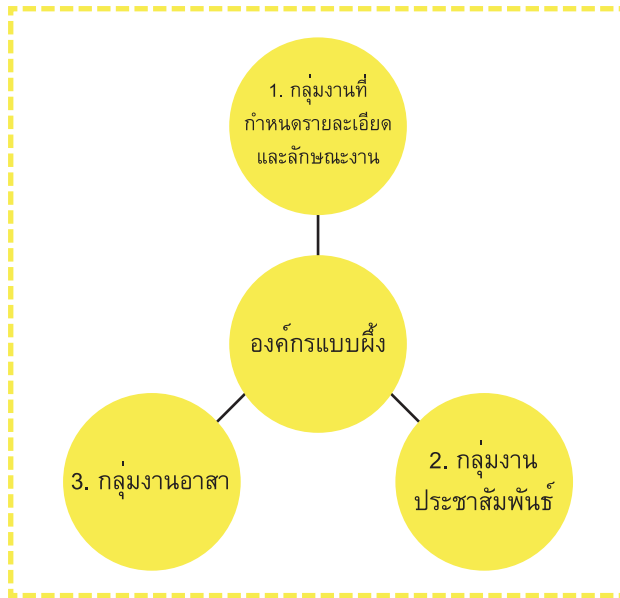 1. กลุ่มงานที่
กำหนดรายละเอียด
และลักษณะงาน
องค์กรแบบผึ้ง
2. กลุ่มงาน
ประชาสัมพันธ์
3. กลุ่มงานอาสา